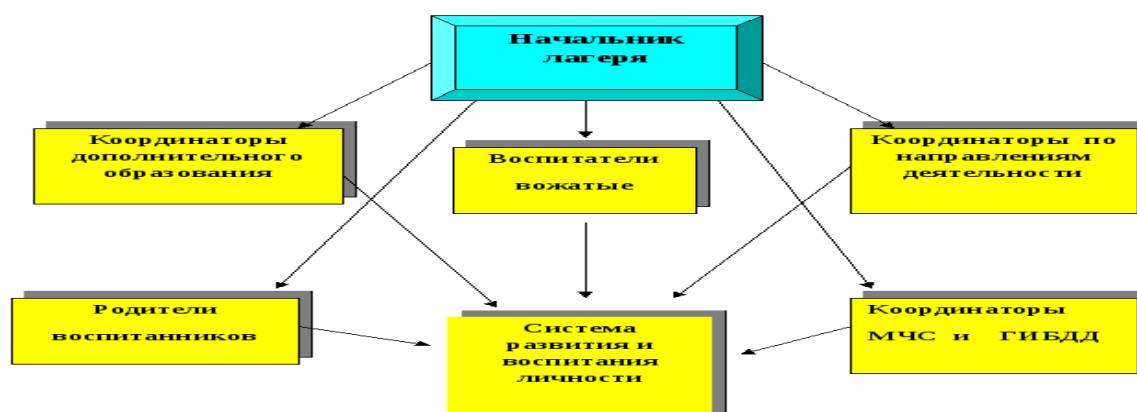 Начальник
лагеря
Координаторы
дополнительного
образования
Воспитатели
вожатые
Координаторы по
направлениям
деятельности
Родители
воспитанников
Система
развития и
воспитания
личности
Координаторы
МЧС и ГИБДД